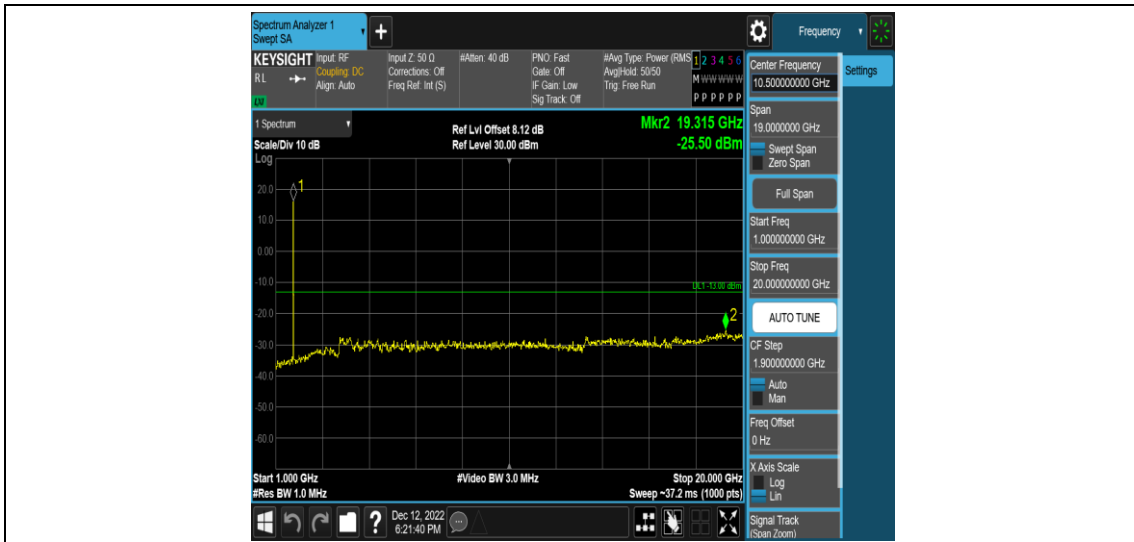 Spectrum Analyzer 1
Swept SA
+
Frequency
KEYSIGHT
RL
LXI
Input: RF
Coupling: DC
Align: Auto
Input Z: 50 Ω
Corrections: Off
Freq Ref: Int (S)
#Atten: 40 dB
PNO: Fast
Gate: Off
IF Gain: Low
Sig Track: Off
#Avg Type: Power (RMS
Avg|Hold: 50/50
Trig: Free Run
1 2 3 4 5 6
M W W W W W
P P P P P P
1 Spectrum
Scale/Div 10 dB
Ref Lvl Offset 8.12 dB
Ref Level 30.00 dBm
Mkr2 19.315 GHz
-25.50 dBm
Log
20.0
10.0
0.00
-10.0
-20.0
-30.0
-40.0
-50.0
-60.0
1
DL1 -13.00 dBm
2
Start 1.000 GHz
#Res BW 1.0 MHz
#Video BW 3.0 MHz
Stop 20.000 GHz
Sweep ~37.2 ms (1000 pts)
Center Frequency
10.500000000 GHz
Settings
Span
19.0000000 GHz
Swept Span
Zero Span
Full Span
Start Freq
1.000000000 GHz
Stop Freq
20.000000000 GHz
AUTO TUNE
CF Step
1.900000000 GHz
Auto
Man
Freq Offset
0 Hz
X Axis Scale
Log
Lin
Signal Track
(Span Zoom)
?
Dec 12, 2022
6:21:40 PM